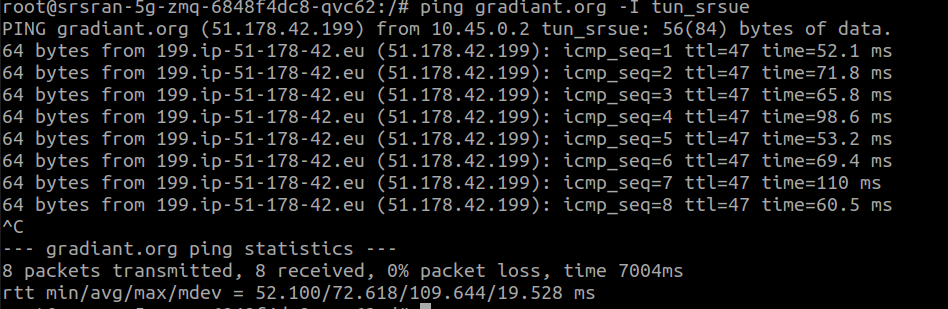 root@srsran-5g-zmq-6848f4dc8-qvc62:/# ping gradiant.org -I tun_srsue
PING gradiant.org (51.178.42.199) from 10.45.0.2 tun_srsue: 56(84) bytes of data.
64 bytes from 199.ip-51-178-42.eu (51.178.42.199): icmp_seq=1 ttl=47 time=52.1 ms
64 bytes from 199.ip-51-178-42.eu (51.178.42.199): icmp_seq=2 ttl=47 time=71.8 ms
64 bytes from 199.ip-51-178-42.eu (51.178.42.199): icmp_seq=3 ttl=47 time=65.8 ms
64 bytes from 199.ip-51-178-42.eu (51.178.42.199): icmp_seq=4 ttl=47 time=98.6 ms
64 bytes from 199.ip-51-178-42.eu (51.178.42.199): icmp_seq=5 ttl=47 time=53.2 ms
64 bytes from 199.ip-51-178-42.eu (51.178.42.199): icmp_seq=6 ttl=47 time=69.4 ms
64 bytes from 199.ip-51-178-42.eu (51.178.42.199): icmp_seq=7 ttl=47 time=110 ms
64 bytes from 199.ip-51-178-42.eu (51.178.42.199): icmp_seq=8 ttl=47 time=60.5 ms
^C
--- gradiant.org ping statistics ---
8 packets transmitted, 8 received, 0% packet loss, time 7004ms
rtt min/avg/max/mdev = 52.100/72.618/109.644/19.528 ms